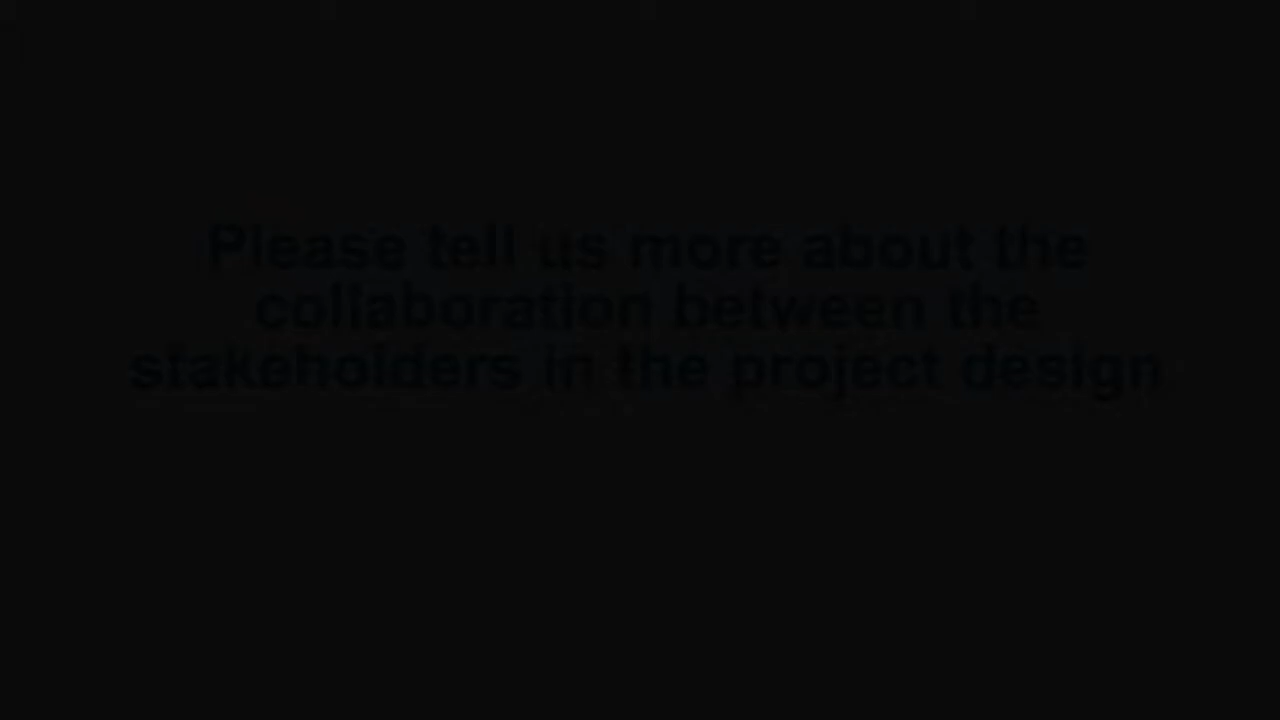 Please tell us more about the
collaboration between the
stakeholders in the project design